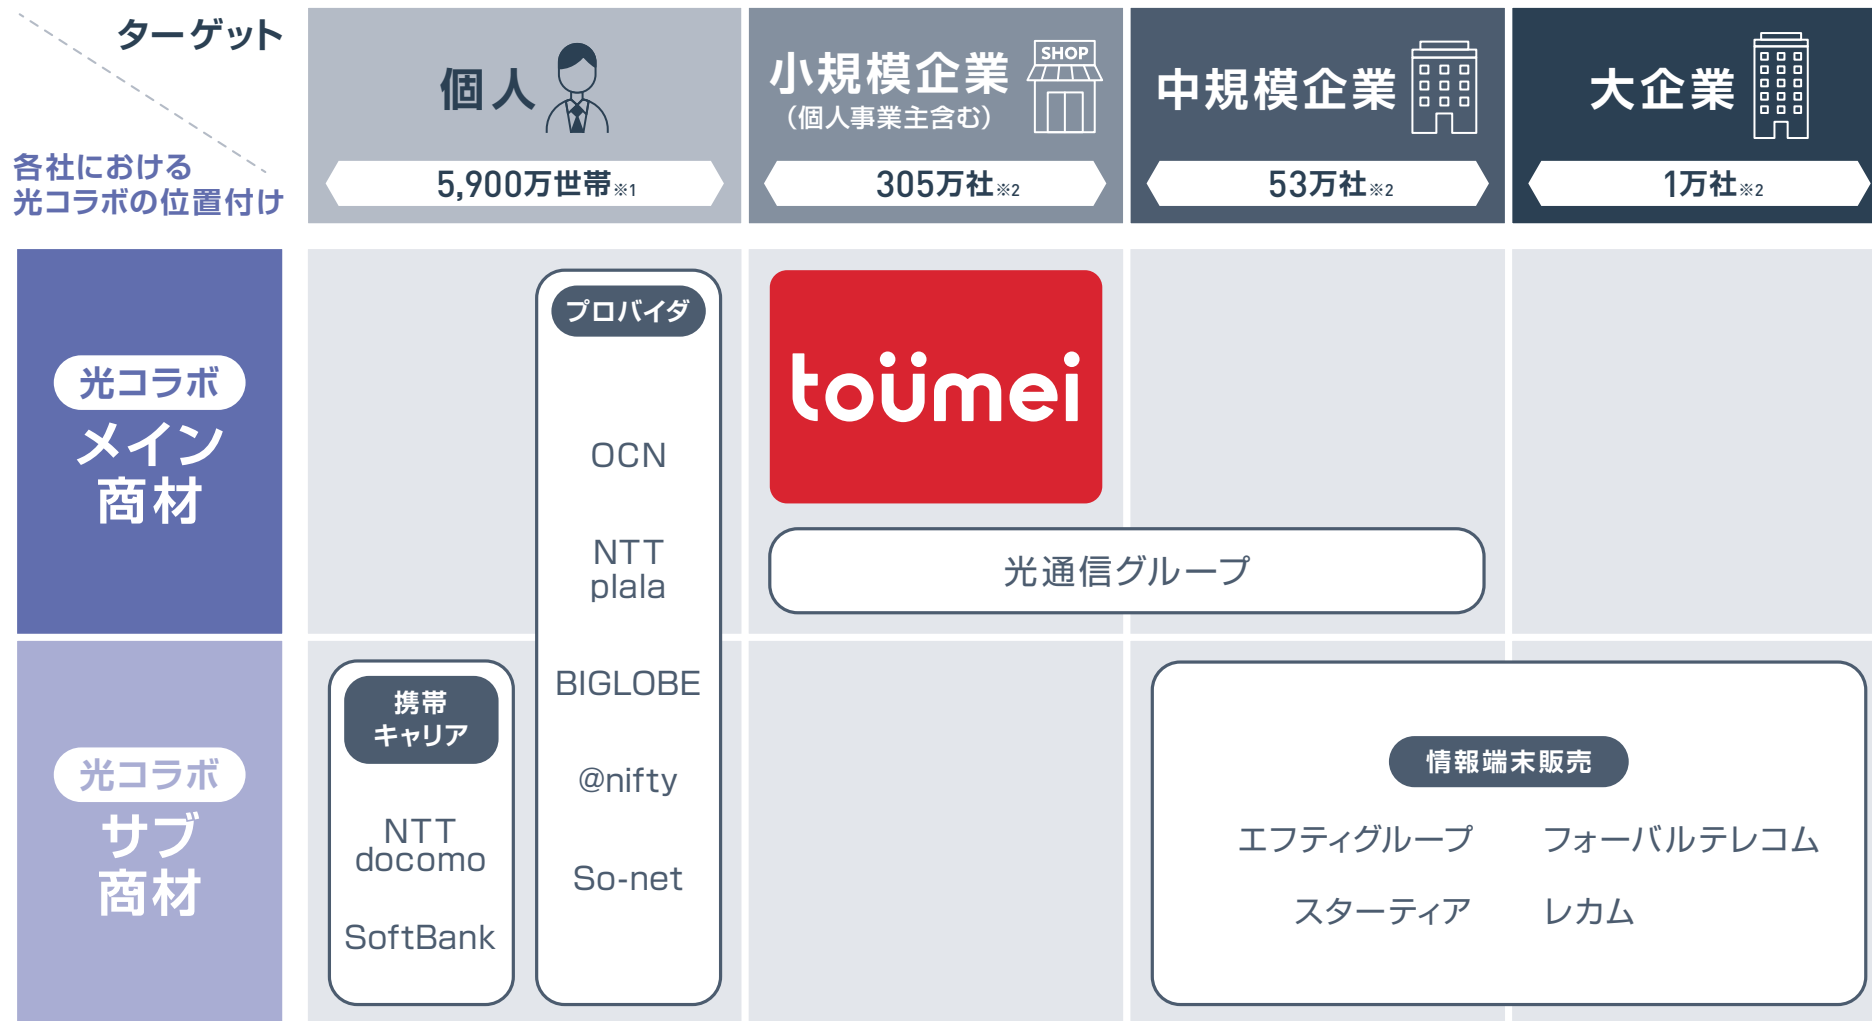 ターゲット
各社における
光コラボの位置付け
個人
5,900万世帯※1
小規模企業
（個人事業主含む）
SHOP
305万社※2
中規模企業
53万社※2
大企業
1万社※2
光コラボ
メイン
商材
プロバイダ
OCN
NTT
plala
BIGLOBE
@nifty
So-net
toümei
光通信グループ
光コラボ
サブ
商材
携帯
キャリア
NTT
docomo
SoftBank
情報端末販売
エフティグループ
フォーバルテレコム
スターティア
レカム